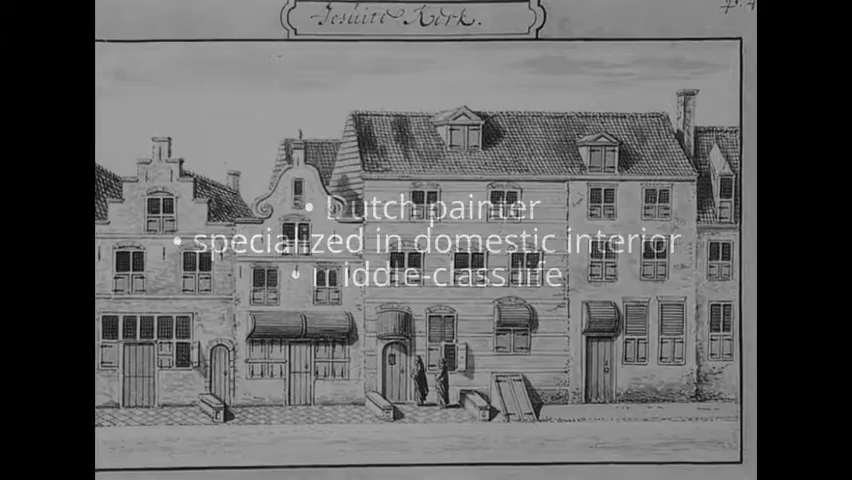 Jesuite Kerk.
• Dutch painter
• specialized in domestic interior
• middle-class life